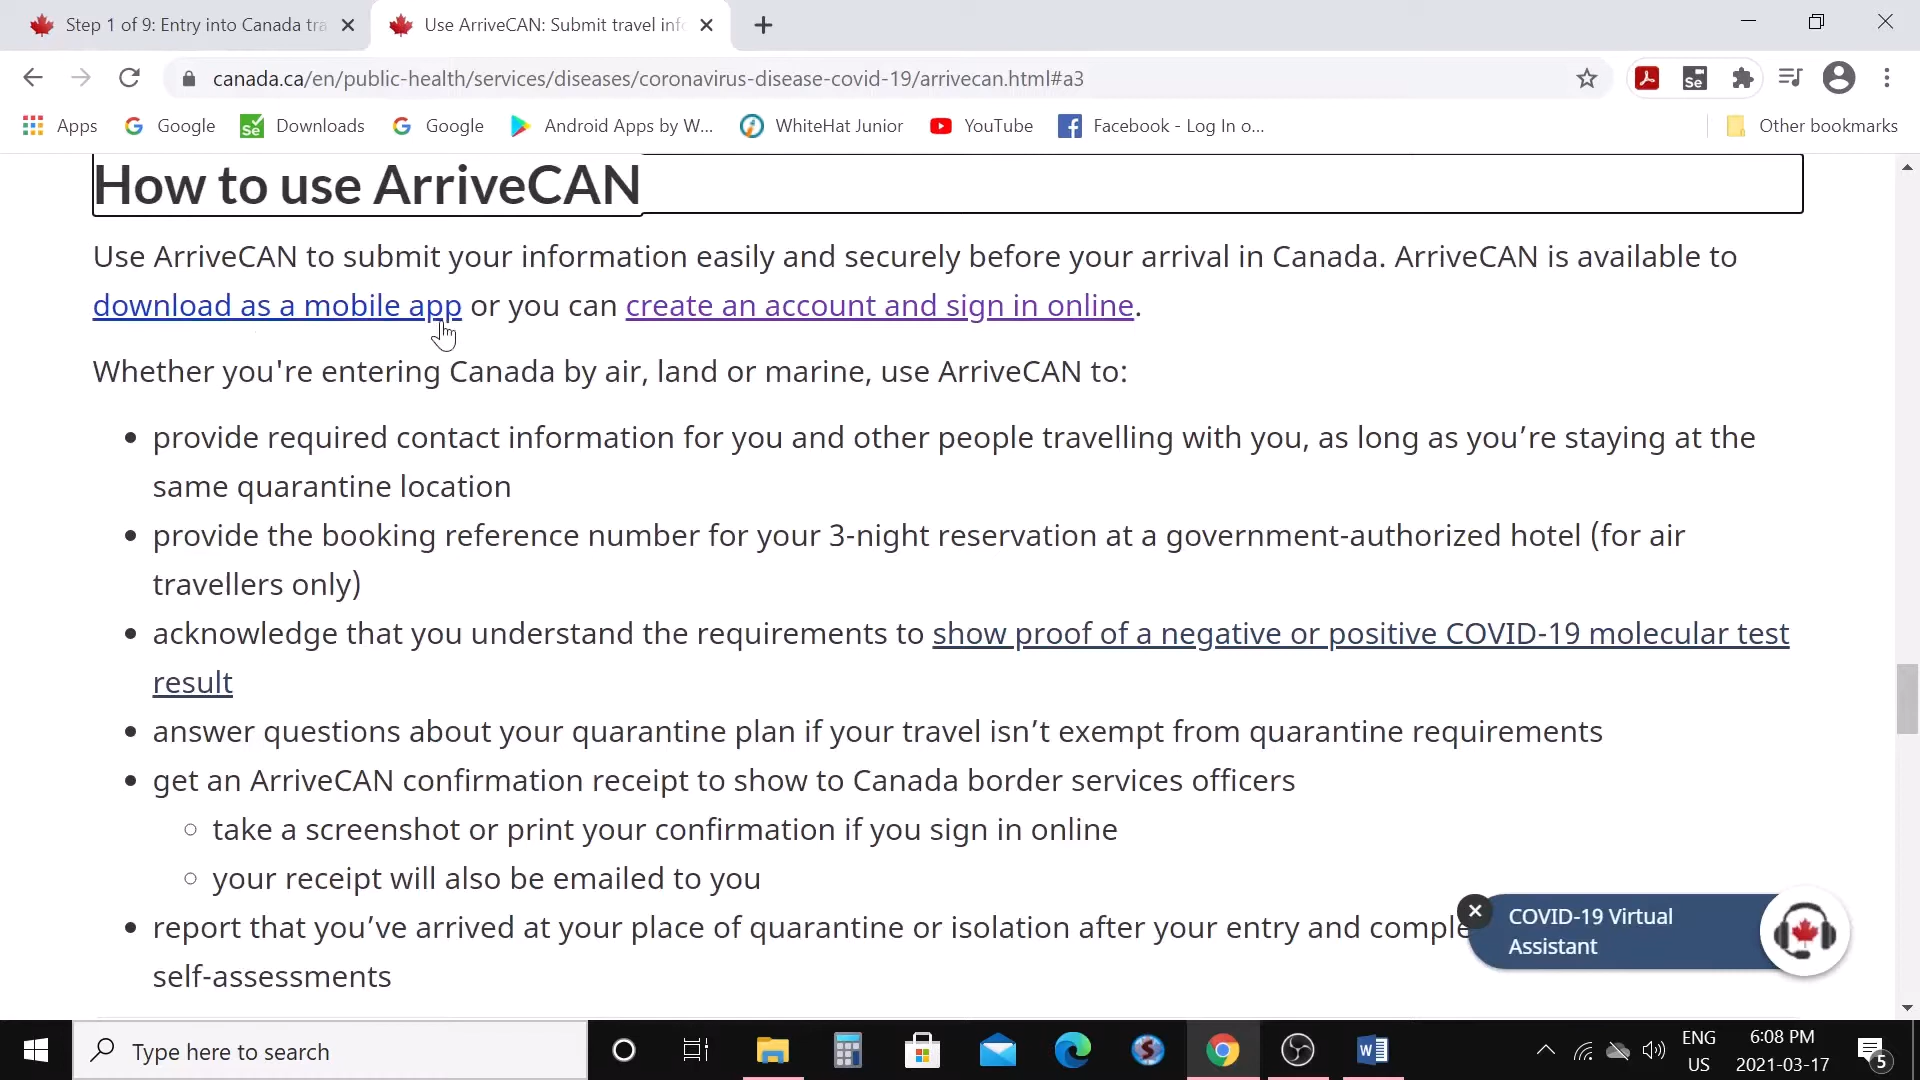 Step 1 of 9: Entry into Canada tra
Use ArriveCAN: Submit travel inf
canada.ca/en/public-health/services/diseases/coronavirus-disease-covid-19/arrivecan.html#a3
Se
Apps
Google
Se
Downloads
Google
Android Apps by W...
WhiteHat Junior
YouTube
Facebook - Log In o...
Other bookmarks
How to use ArriveCAN
Use ArriveCAN to submit your information easily and securely before your arrival in Canada. ArriveCAN is available to
download as a mobile app or you can create an account and sign in online.
Whether you're entering Canada by air, land or marine, use ArriveCAN to:
provide required contact information for you and other people travelling with you, as long as you’re staying at the
same quarantine location
provide the booking reference number for your 3-night reservation at a government-authorized hotel (for air
travellers only)
acknowledge that you understand the requirements to show proof of a negative or positive COVID-19 molecular test
result
answer questions about your quarantine plan if your travel isn’t exempt from quarantine requirements
get an ArriveCAN confirmation receipt to show to Canada border services officers
take a screenshot or print your confirmation if you sign in online
your receipt will also be emailed to you
report that you’ve arrived at your place of quarantine or isolation after your entry and comple
self-assessments
COVID-19 Virtual
Assistant
Type here to search
ENG
US
6:08 PM
2021-03-17
5